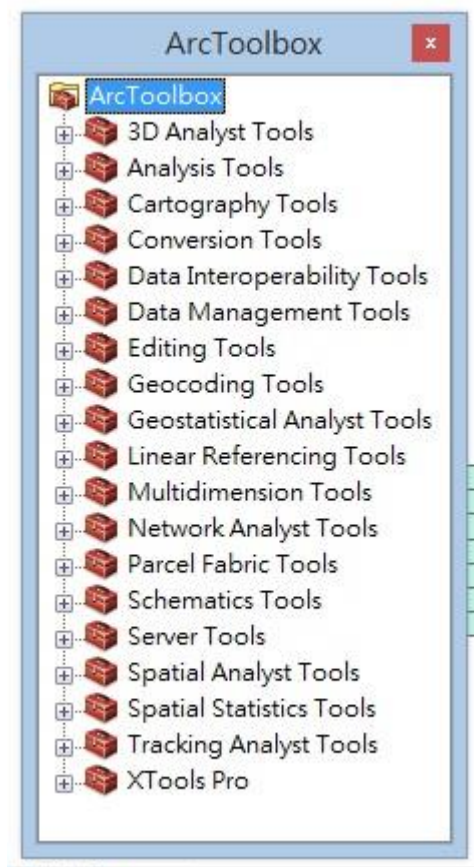 ArcToolbox
x
ArcToolbox
3D Analyst Tools
Analysis Tools
Cartography Tools
Conversion Tools
Data Interoperability Tools
Data Management Tools
Editing Tools
Geocoding Tools
Geostatistical Analyst Tools
Linear Referencing Tools
Multidimension Tools
Network Analyst Tools
Parcel Fabric Tools
Schematics Tools
Server Tools
Spatial Analyst Tools
Spatial Statistics Tools
Tracking Analyst Tools
XTools Pro